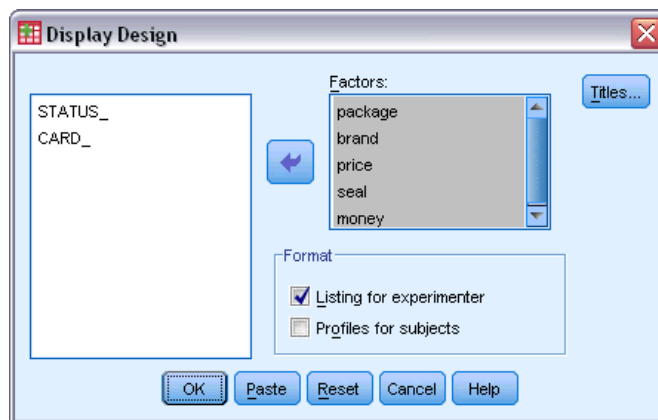 Display Design
STATUS_
CARD_
Factors:
package
brand
price
seal
money
Titles...
Format
Listing for experimenter
Profiles for subjects
OK
Paste
Reset
Cancel
Help